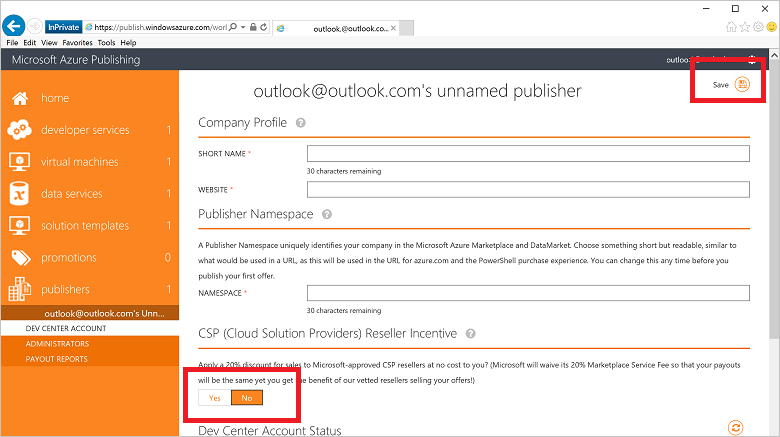 InPrivate https://publish.windowsazure.com/worl
outlook.@outlook.co...
File Edit View Favorites Tools Help
Microsoft Azure Publishing
Save
outlook@outlook.com's unnamed publisher
home
developer services 1
virtual machines 1
data services 1
solution templates 1
promotions 0
publishers 1
outlook@outlook.com's Unn...
DEV CENTER ACCOUNT
ADMINISTRATORS
PAYOUT REPORTS
Company Profile ?
SHORT NAME *
30 characters remaining
WEBSITE *
Publisher Namespace ?
A Publisher Namespace uniquely identifies your company in the Microsoft Azure Marketplace and DataMarket. Choose something short but readable, similar to
what would be used in a URL, as this will be used in the URL for azure.com and the PowerShell purchase experience. You can change this any time before you
publish your first offer.
NAMESPACE *
30 characters remaining
CSP (Cloud Solution Providers) Reseller Incentive ?
Apply a 20% discount for sales to Microsoft-approved CSP resellers at no cost to you? (Microsoft will waive its 20% Marketplace Service Fee so that your payouts
will be the same yet you get the benefit of our vetted resellers selling your offers!)
Yes No
Dev Center Account Status